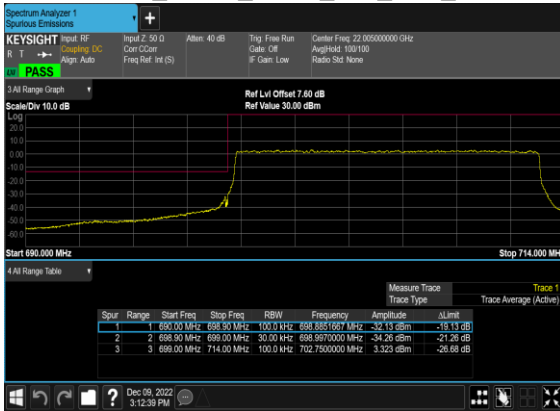 Spectrum Analyzer 1
Spurious Emissions
KEYSIGHT Input: RF Input Z: 50 Ω Atten: 40 dB Trig: Free Run Center Freq: 22.005000000 GHz
R T Coupling: DC Corr CCorr Gate: Off Avg|Hold: 100/100
Align: Auto Freq Ref: Int (S) IF Gain: Low Radio Std: None
PASS
3 All Range Graph
Ref Lvl Offset 7.60 dB
Scale/Div 10.0 dB Ref Value 30.00 dBm
Log
20.0
10.0
0.00
-10.0
-20.0
-30.0
-40.0
-50.0
-60.0
Start 690.000 MHz Stop 714.000 MHz
4 All Range Table
Measure Trace Trace 1
Trace Type Trace Average (Active)
Spur Range Start Freq Stop Freq RBW Frequency Amplitude ΔLimit
1 1 690.00 MHz 698.90 MHz 100.0 kHz 698.8851667 MHz -32.13 dBm -19.13 dB
2 2 698.90 MHz 699.00 MHz 30.00 kHz 698.9970000 MHz -34.26 dBm -21.26 dB
3 3 699.00 MHz 714.00 MHz 100.0 kHz 702.7500000 MHz 3.323 dBm -26.68 dB
?
Dec 09, 2022
3:12:39 PM